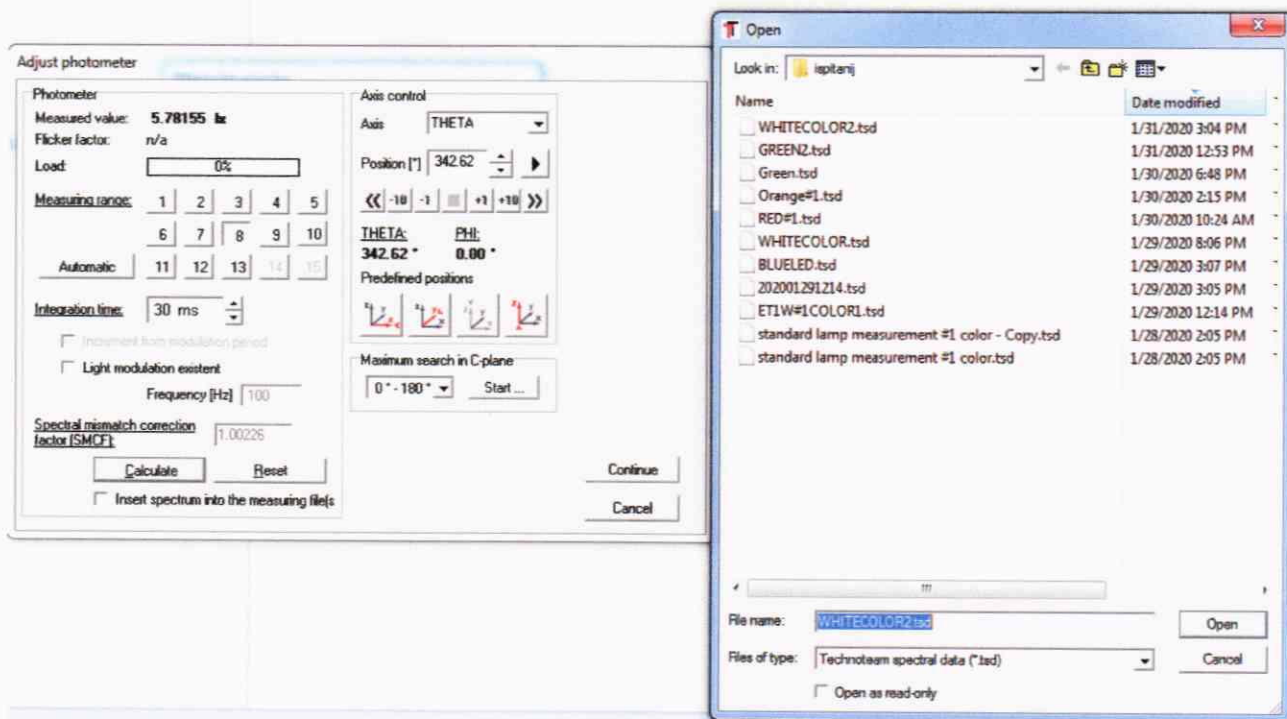 Adjust photometer
Photometer
Measured value: 5.78155 lx
Flicker factor: n/a
Load: 0%
Measuring range: 1 2 3 4 5
6 7 8 9 10
Automatic 11 12 13 14 15
Integration time: 30 ms
Increment from modulation period
Light modulation existent
Frequency [Hz] 100
Spectral mismatch correction
factor [SMCF]: 1.00226
Calculate Reset
Insert spectrum into the measuring file(s
Axis control
Axis THETA
Position [°] 342.62
-10 -1 +1 +10
THETA: PHI:
342.62 ° 0.00 °
Predefined positions
Maximum search in C-plane
0 ° - 180 ° Start ...
Continue
Cancel
Open
Look in: ispitanij
Name Date modified
WHITECOLOR2.tsd 1/31/2020 3:04 PM
GREEN2.tsd 1/31/2020 12:53 PM
Green.tsd 1/30/2020 6:48 PM
Orange#1.tsd 1/30/2020 2:15 PM
RED#1.tsd 1/30/2020 10:24 AM
WHITECOLOR.tsd 1/29/2020 8:06 PM
BLUELED.tsd 1/29/2020 3:07 PM
202001291214.tsd 1/29/2020 3:05 PM
ET1W#1COLOR1.tsd 1/29/2020 12:14 PM
standard lamp measurement #1 color - Copy.tsd 1/28/2020 2:05 PM
standard lamp measurement #1 color.tsd 1/28/2020 2:05 PM
File name: WHITECOLOR2.tsd Open
Files of type: Technoteam spectral data (*.tsd) Cancel
Open as read-only